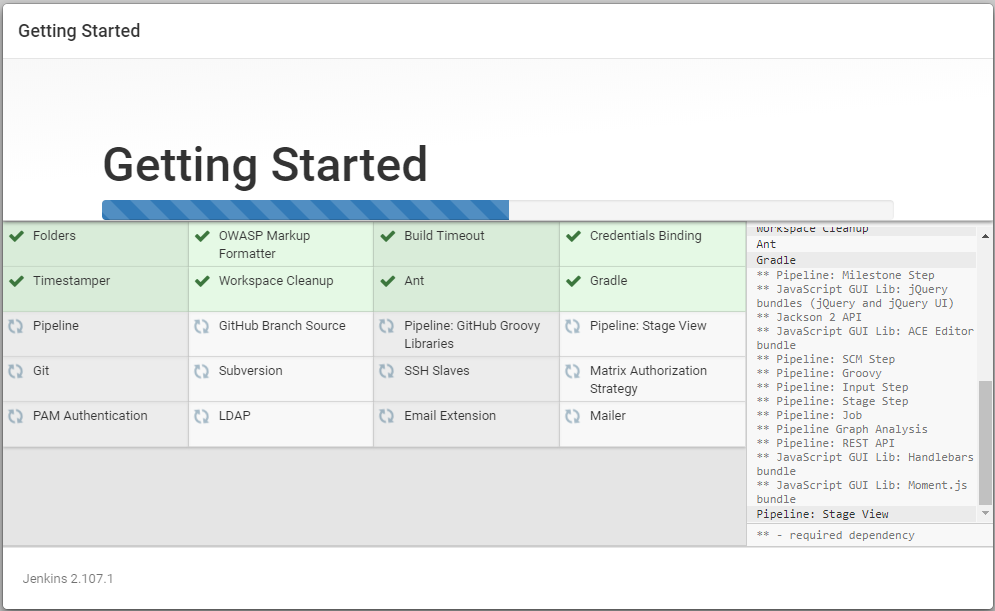 Getting Started
Getting Started
Folders
OWASP Markup
Formatter
Build Timeout
Credentials Binding
Timestamper
Workspace Cleanup
Ant
Gradle
Pipeline
GitHub Branch Source
Pipeline: GitHub Groovy
Libraries
Pipeline: Stage View
Git
Subversion
SSH Slaves
Matrix Authorization
Strategy
PAM Authentication
LDAP
Email Extension
Mailer
Workspace Cleanup
Ant
Gradle
** Pipeline: Milestone Step
** JavaScript GUI Lib: jQuery
bundles (jQuery and jQuery UI)
** Jackson 2 API
** JavaScript GUI Lib: ACE Editor
bundle
** Pipeline: SCM Step
** Pipeline: Groovy
** Pipeline: Input Step
** Pipeline: Stage Step
** Pipeline: Job
** Pipeline Graph Analysis
** Pipeline: REST API
** JavaScript GUI Lib: Handlebars
bundle
** JavaScript GUI Lib: Moment.js
bundle
Pipeline: Stage View
** - required dependency
Jenkins 2.107.1